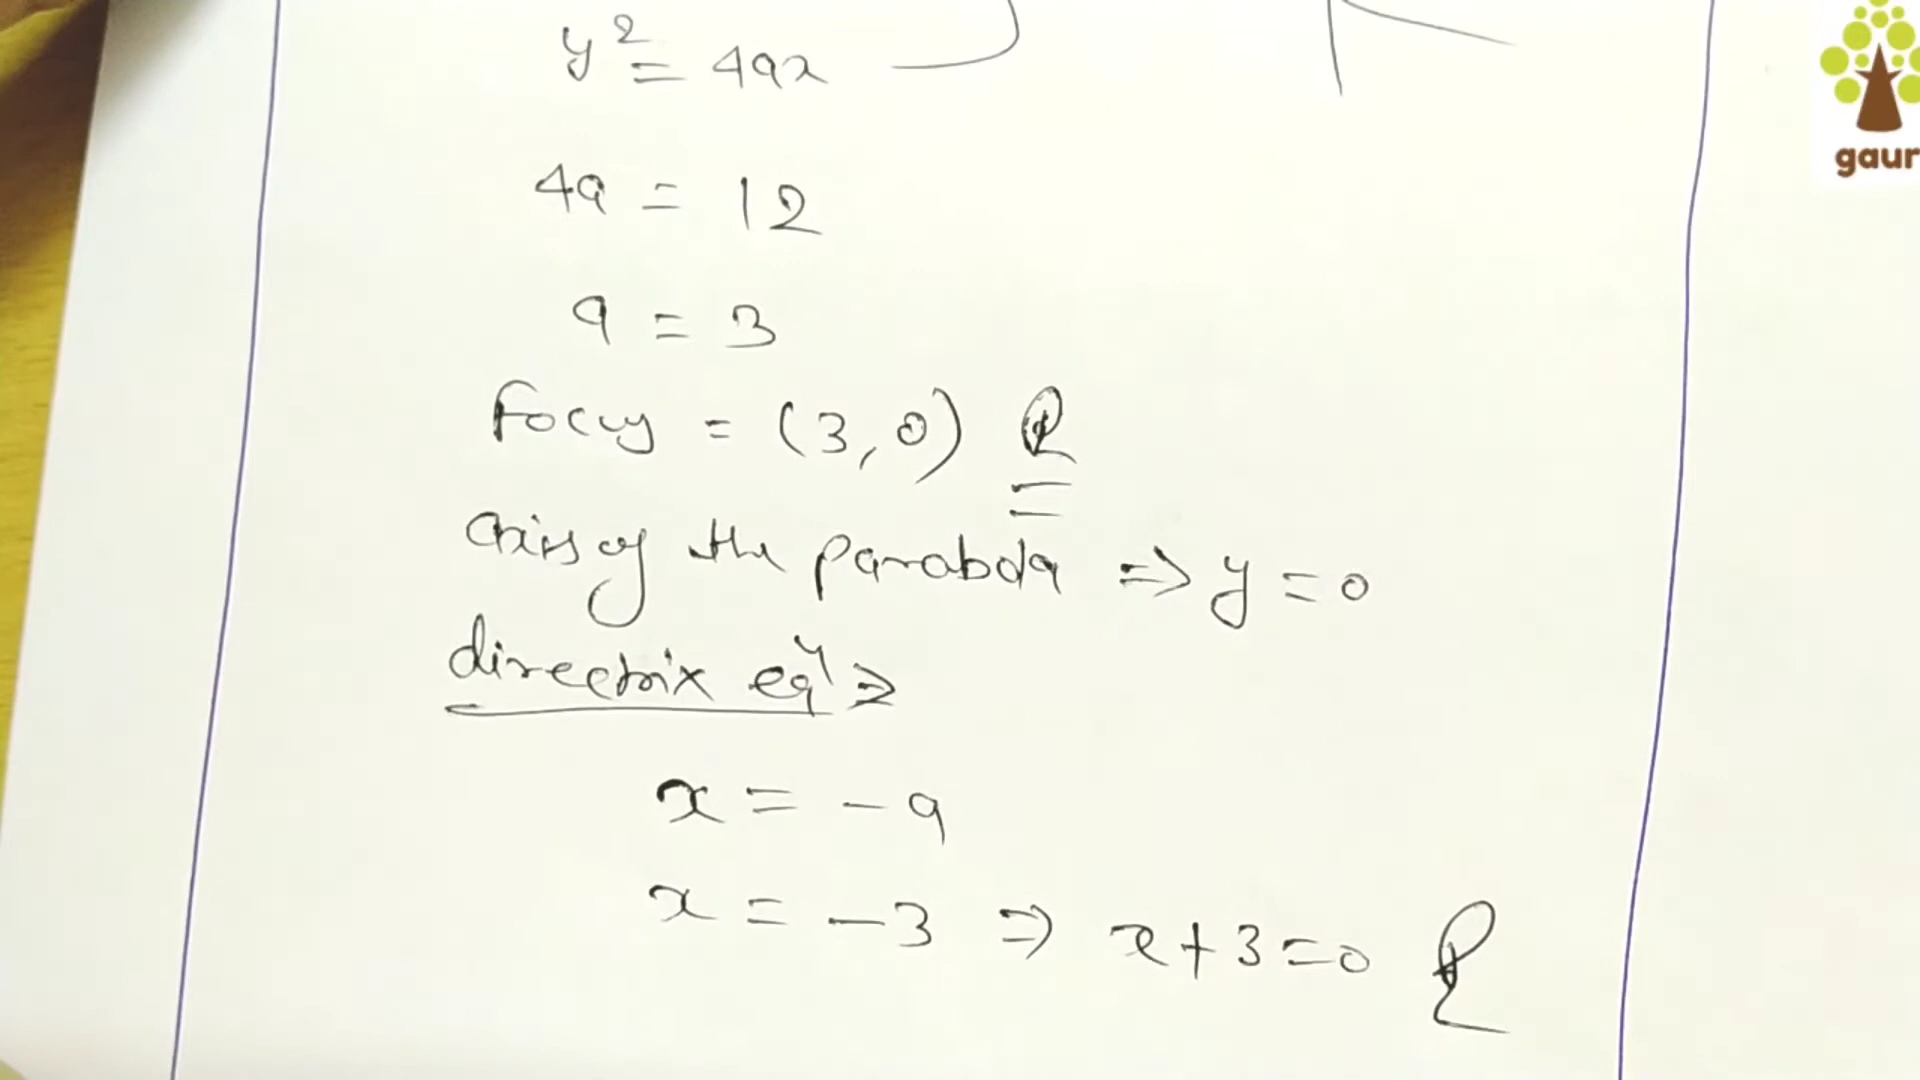 y² = 4ax
gaur
4a = 12
a = 3
focus = (3,0)
axis of the parabola ⇒ y = 0
directrix eqⁿ ⇒
x = -a
x = -3 ⇒ x+3=0